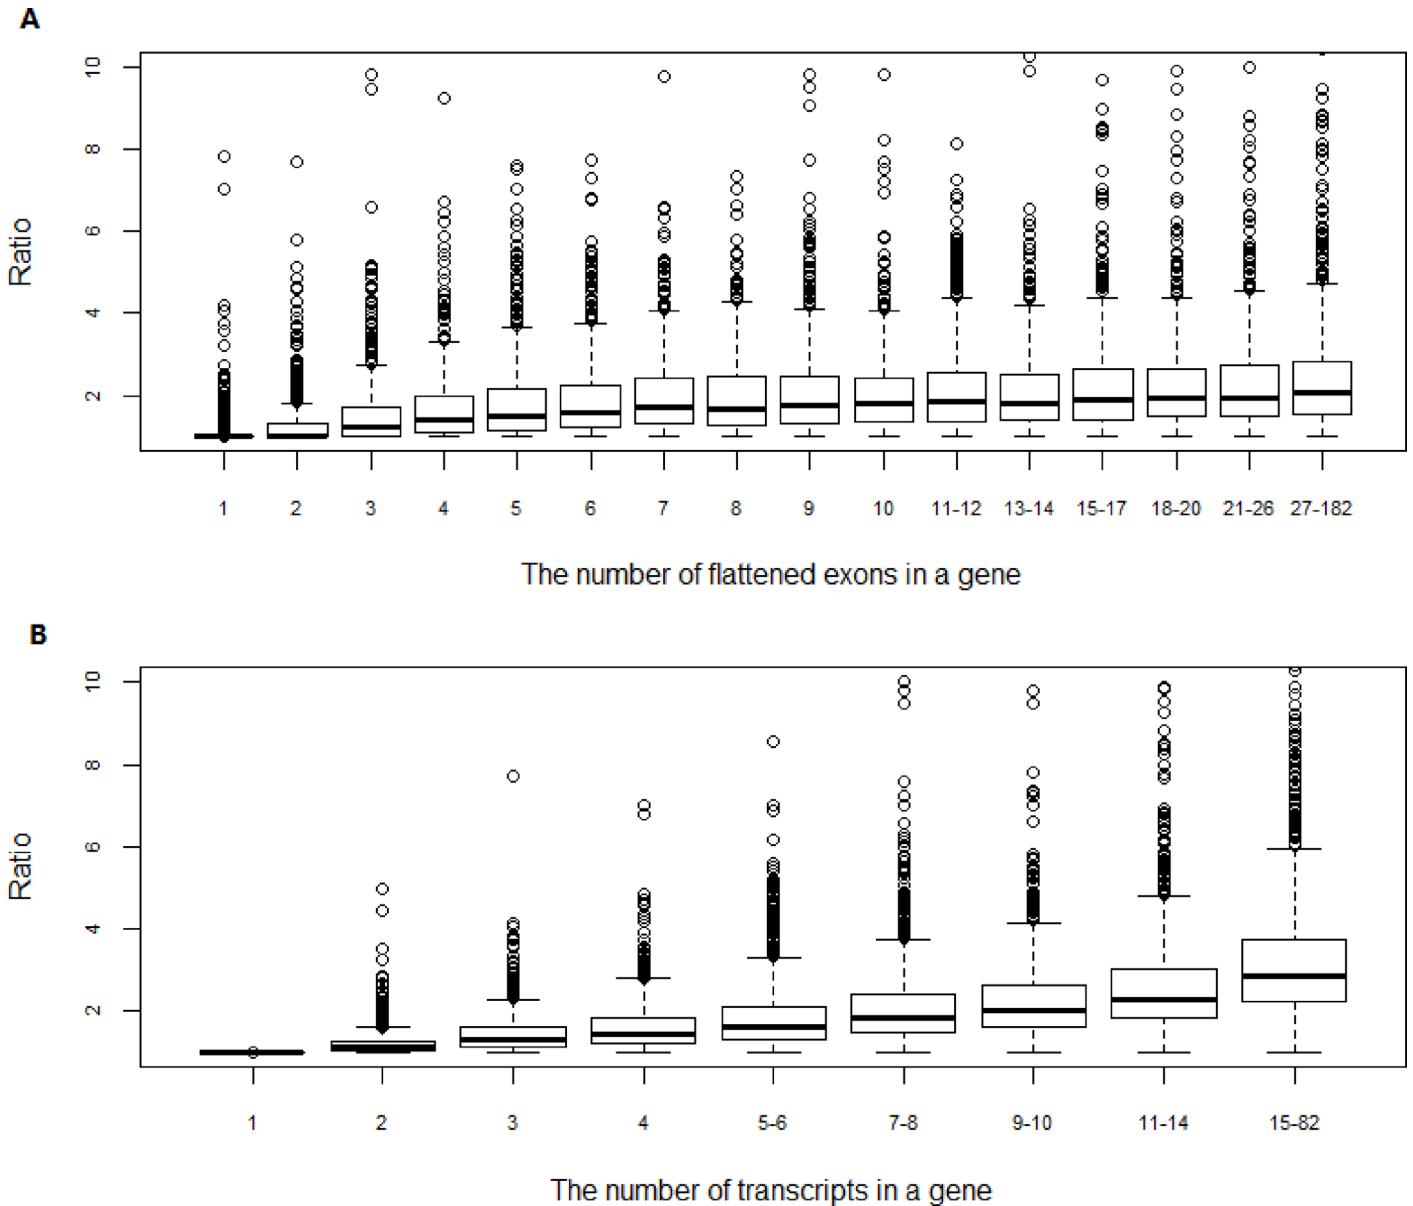 A
10
8
6
4
2
Ratio
1 2 3 4 5 6 7 8 9 10 11-12 13-14 15-17 18-20 21-26 27-182
The number of flattened exons in a gene
B
10
8
6
4
2
Ratio
1 2 3 4 5-6 7-8 9-10 11-14 15-82
The number of transcripts in a gene